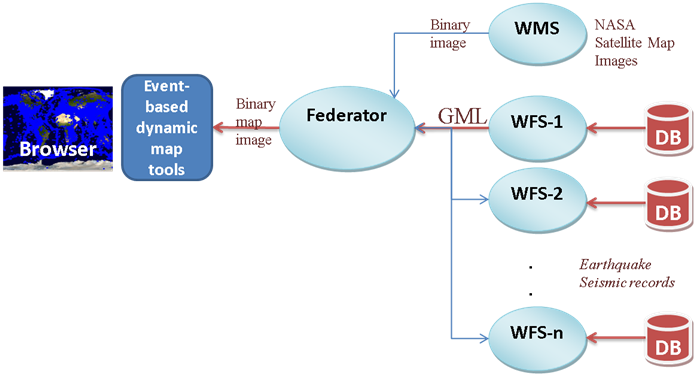 Browser
Event-
based
dynamic
map
tools
Binary
map
image
Federator
Binary
image
WMS
NASA
Satellite Map
Images
GML
WFS-1
DB
WFS-2
DB
.
.
Earthquake
Seismic records
WFS-n
DB